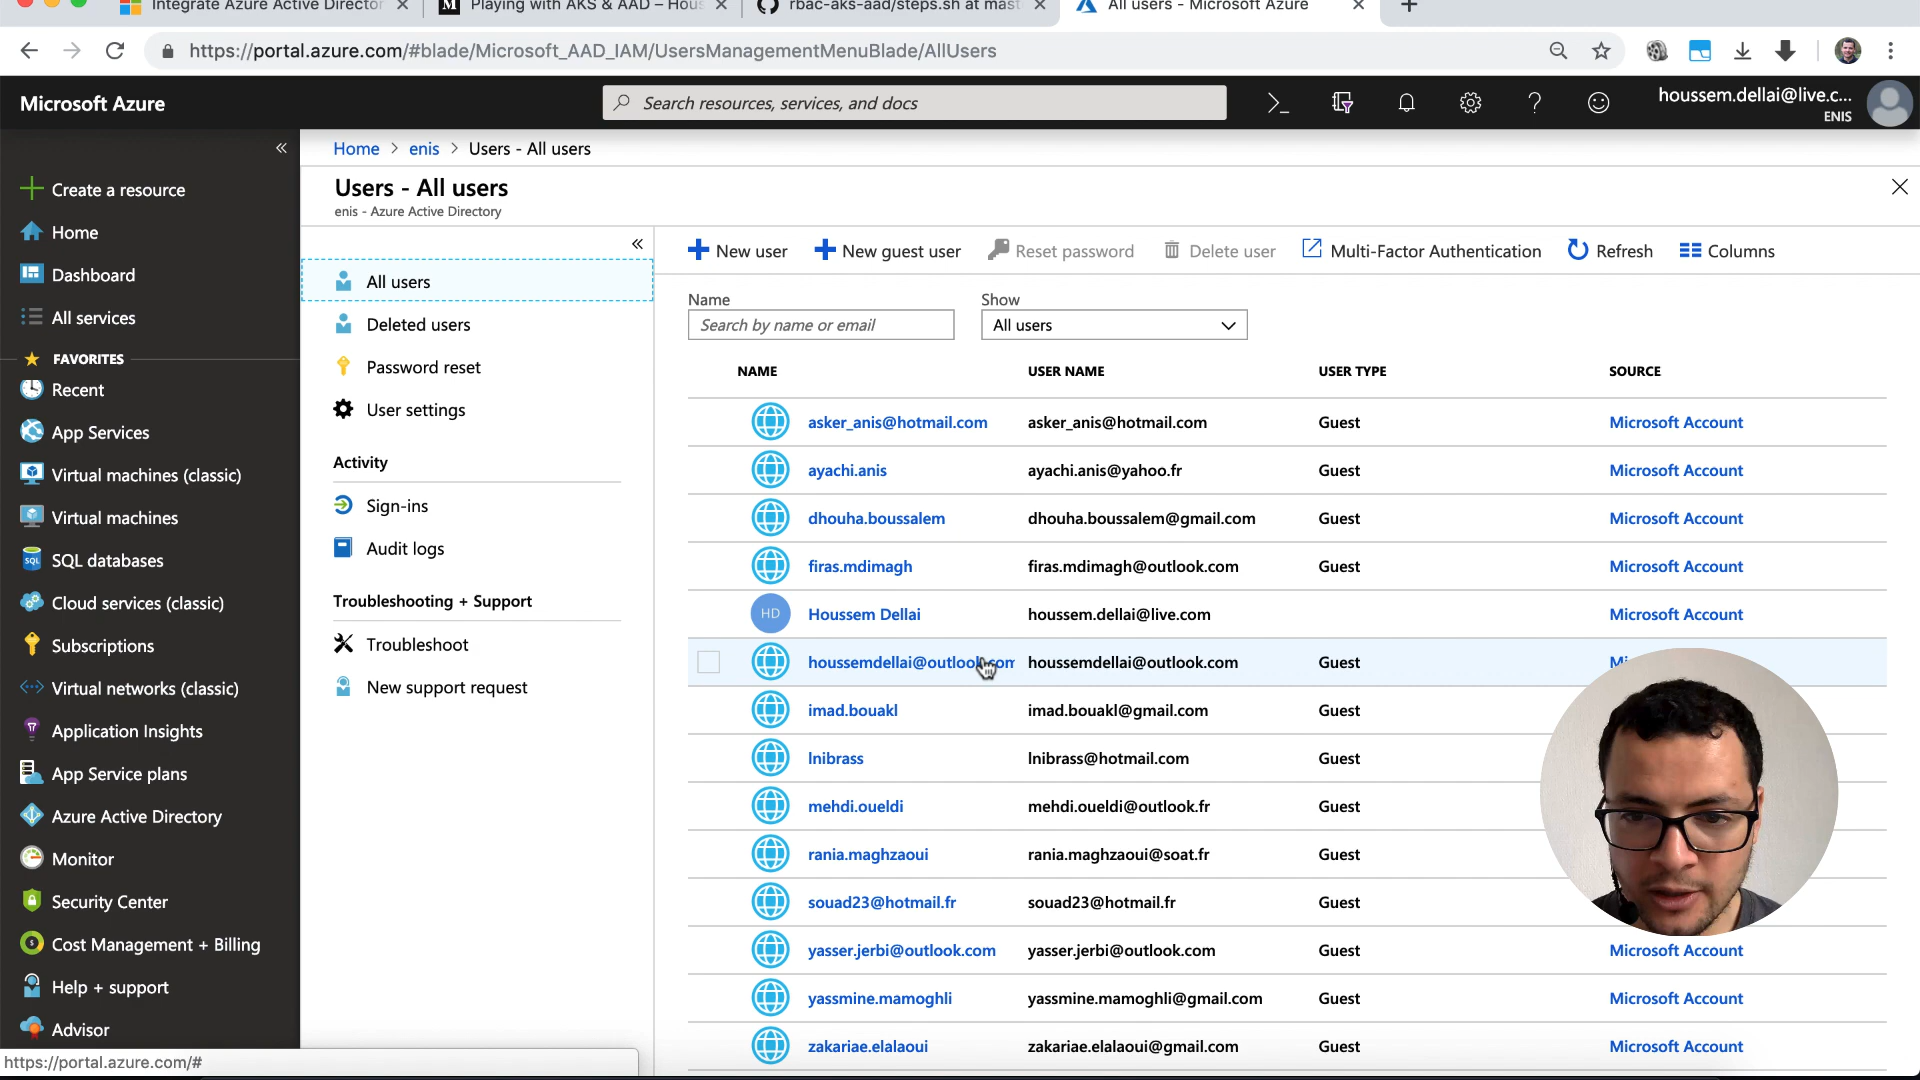 Integrate Azure Active Director
Playing with AKS & AAD – Hous
rbac-aks-aad/steps.sh at mast
All users - Microsoft Azure
https://portal.azure.com/#blade/Microsoft_AAD_IAM/UsersManagementMenuBlade/AllUsers
Microsoft Azure
Search resources, services, and docs
houssem.dellai@live.c...
ENIS
Home > enis > Users - All users
Users - All users
enis - Azure Active Directory
Create a resource
Home
Dashboard
All services
FAVORITES
Recent
App Services
Virtual machines (classic)
Virtual machines
SQL databases
Cloud services (classic)
Subscriptions
Virtual networks (classic)
Application Insights
App Service plans
Azure Active Directory
Monitor
Security Center
Cost Management + Billing
Help + support
Advisor
https://portal.azure.com/#
All users
Deleted users
Password reset
User settings
Activity
Sign-ins
Audit logs
Troubleshooting + Support
Troubleshoot
New support request
New user New guest user Reset password Delete user Multi-Factor Authentication Refresh Columns
Name Show
Search by name or email All users
NAME USER NAME USER TYPE SOURCE
asker_anis@hotmail.com asker_anis@hotmail.com Guest Microsoft Account
ayachi.anis ayachi.anis@yahoo.fr Guest Microsoft Account
dhouha.boussalem dhouha.boussalem@gmail.com Guest Microsoft Account
firas.mdimagh firas.mdimagh@outlook.com Guest Microsoft Account
HD Houssem Dellai houssem.dellai@live.com Microsoft Account
houssemdellai@outlook.com houssemdellai@outlook.com Guest
imad.bouakl imad.bouakl@gmail.com Guest
lnibrass lnibrass@hotmail.com Guest
mehdi.oueldi mehdi.oueldi@outlook.fr Guest
rania.maghzaoui rania.maghzaoui@soat.fr Guest
souad23@hotmail.fr souad23@hotmail.fr Guest
yasser.jerbi@outlook.com yasser.jerbi@outlook.com Guest Microsoft Account
yassmine.mamoghli yassmine.mamoghli@gmail.com Guest Microsoft Account
zakariae.elalaoui zakariae.elalaoui@gmail.com Guest Microsoft Account